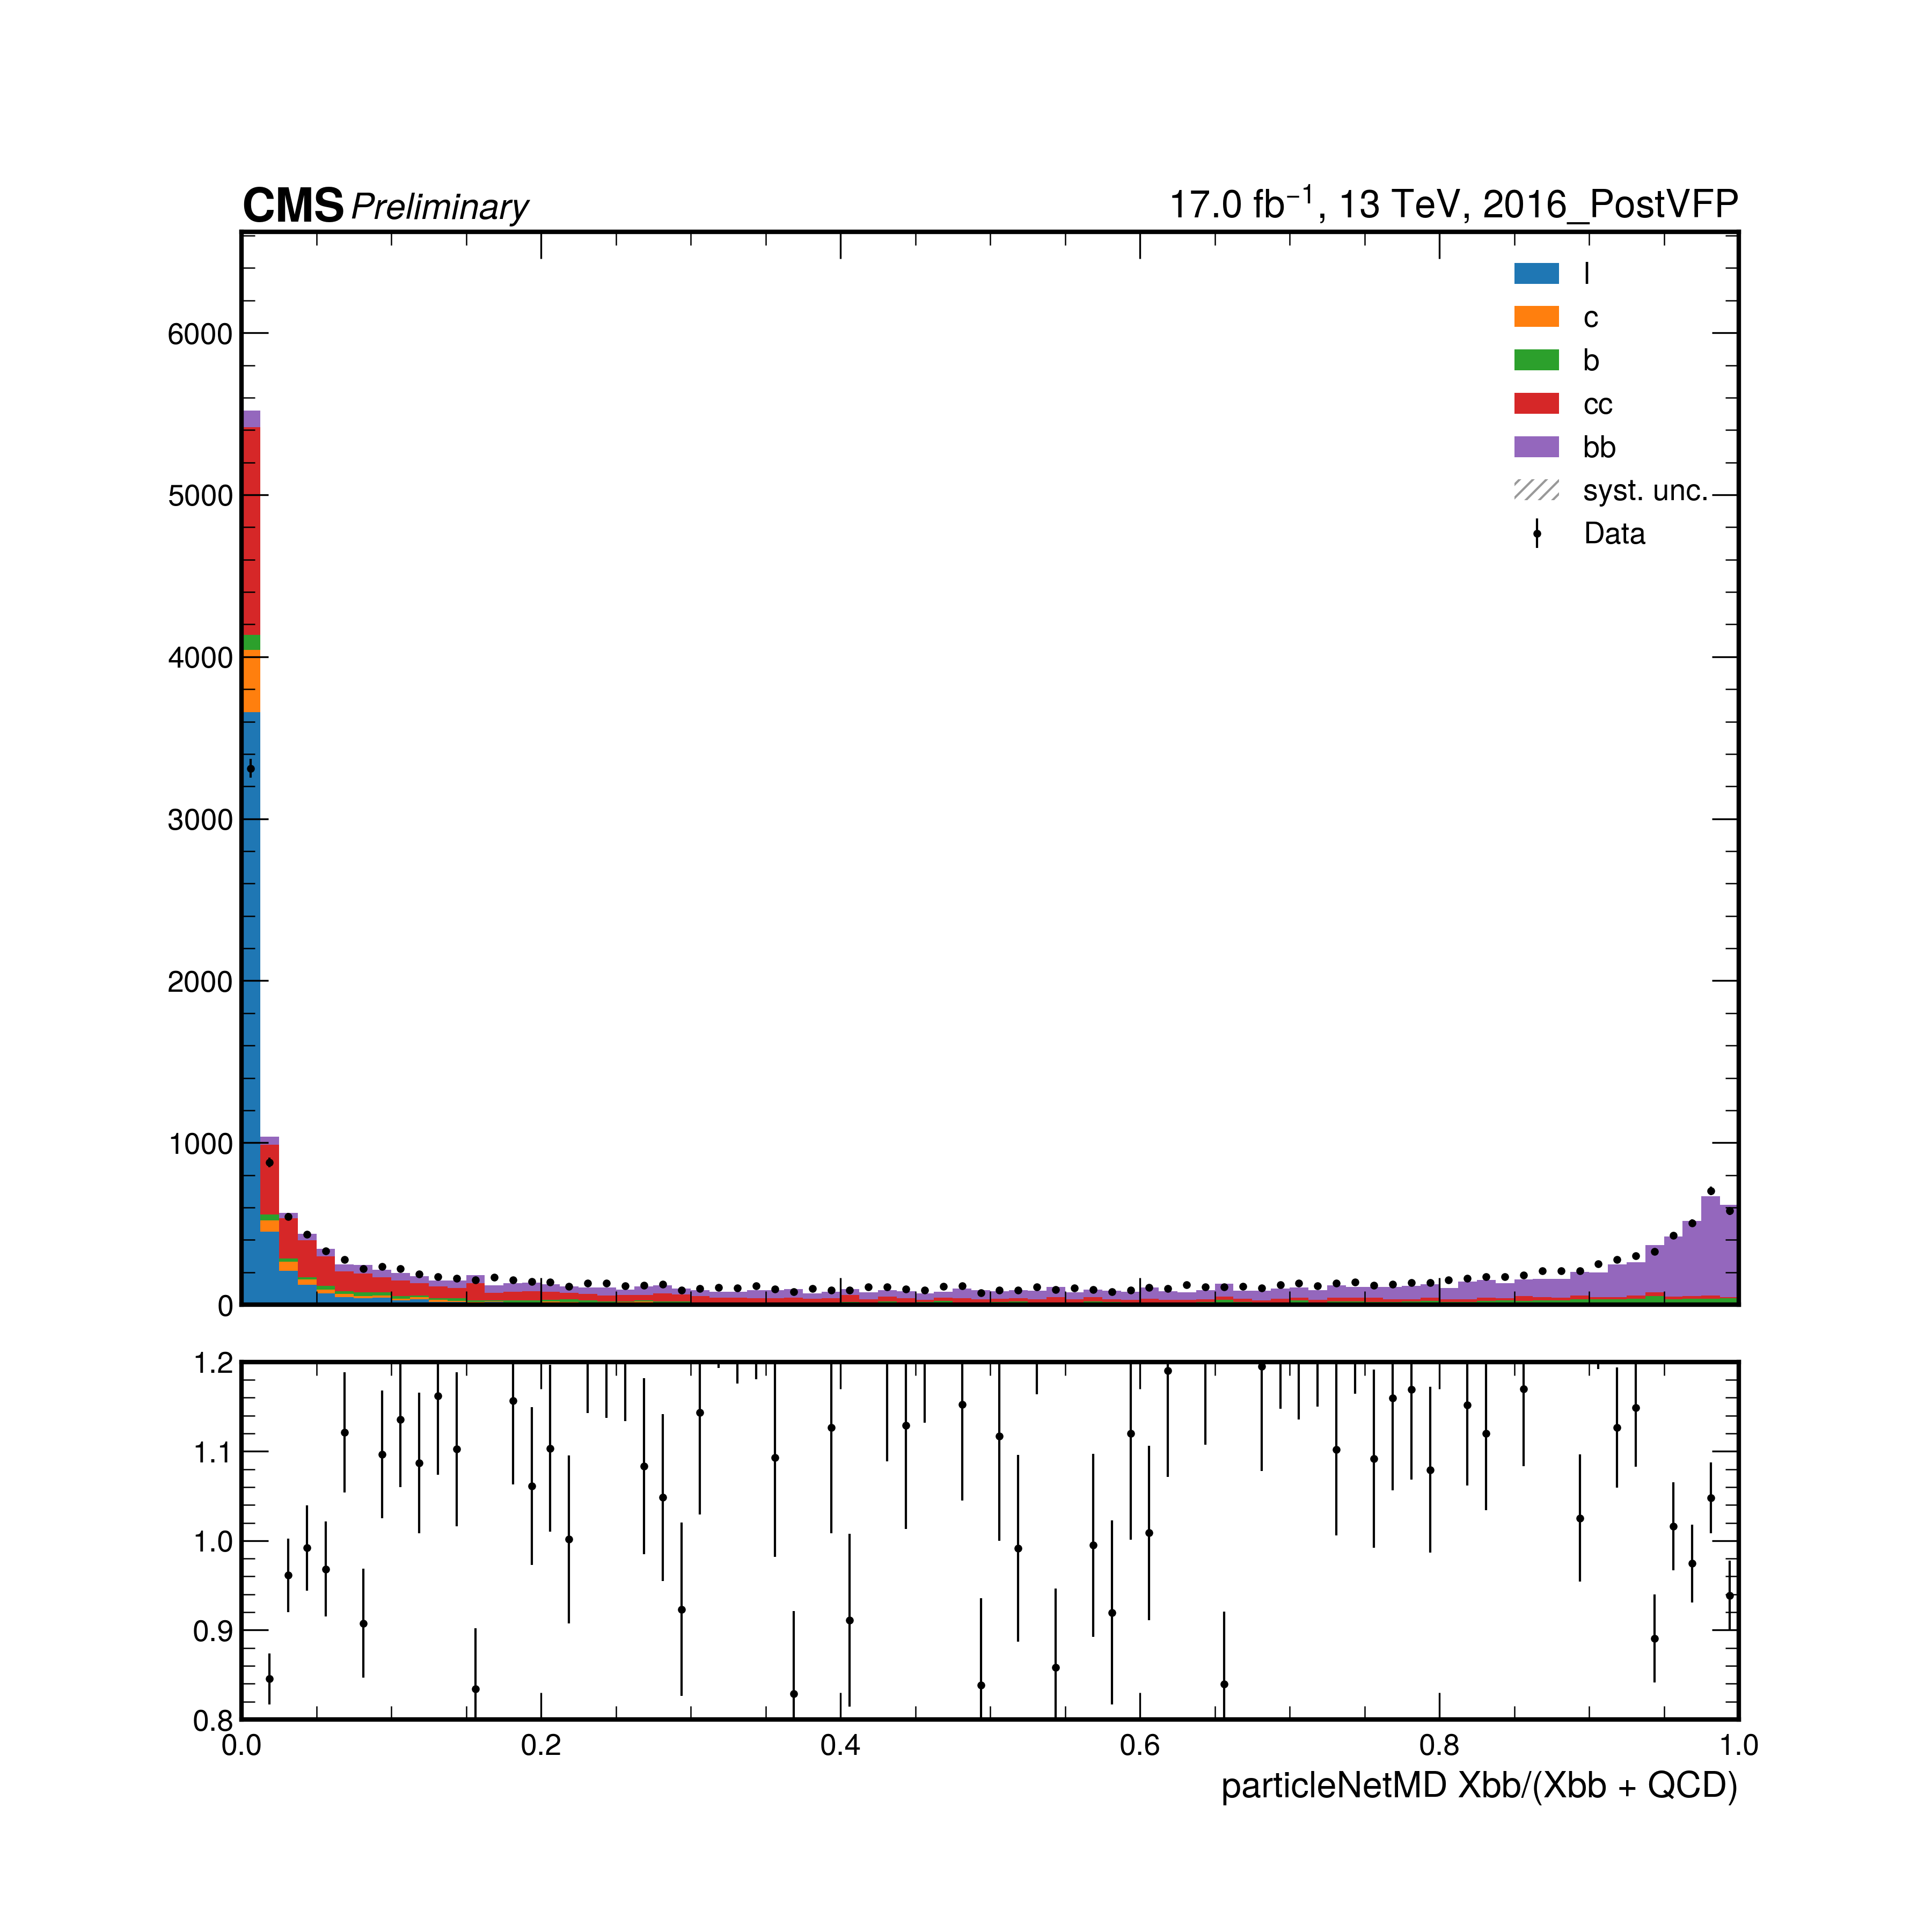 CMS Preliminary
17.0 fb⁻¹, 13 TeV, 2016_PostVFP
l
c
b
cc
bb
syst. unc.
Data
6000
5000
4000
3000
2000
1000
0
1.2
1.1
1.0
0.9
0.8
0.0 0.2 0.4 0.6 0.8 1.0
particleNetMD Xbb/(Xbb + QCD)